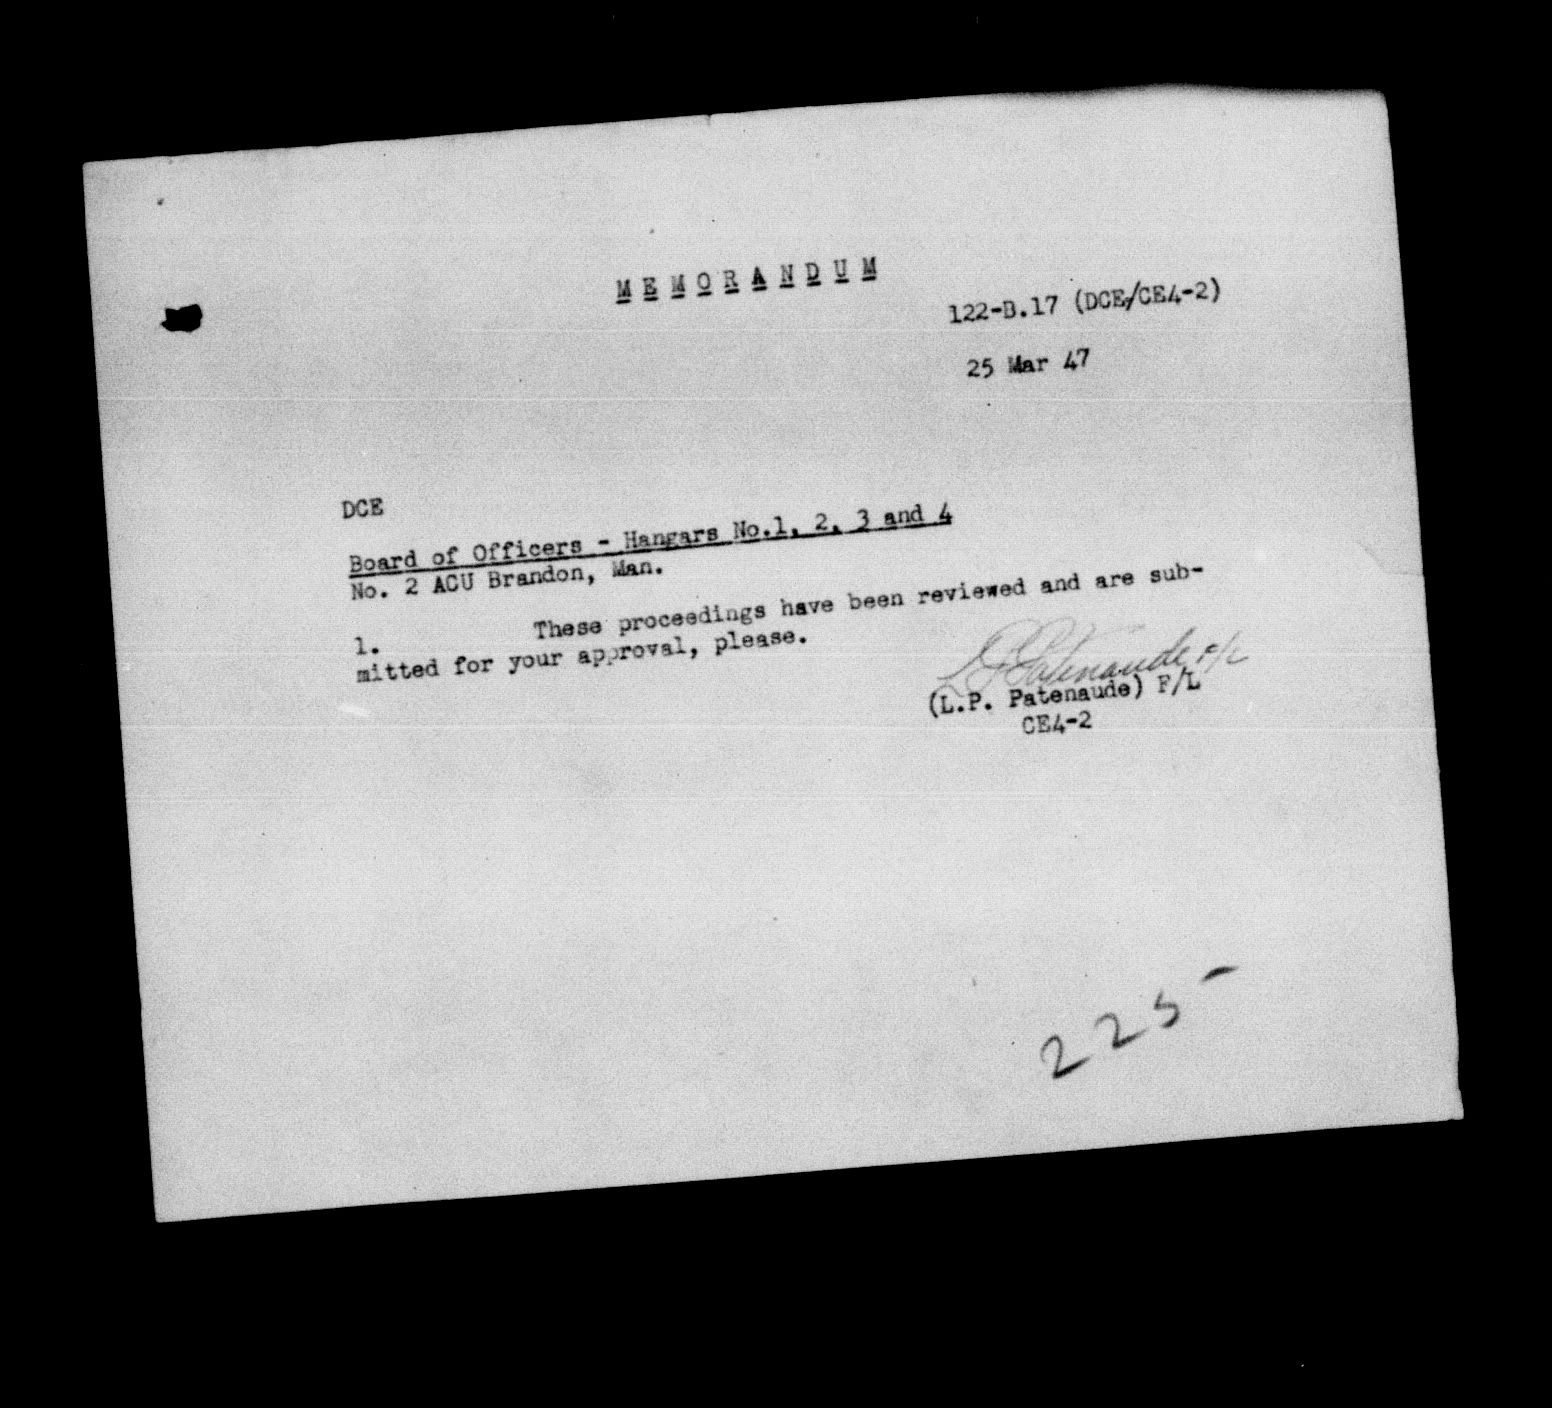 M E M O R A N D U M
122-B.17 (DCE/CE4-2)
25 Mar 47
DCE
Board of Officers - Hangars No.1, 2, 3 and 4
No. 2 ACU Brandon, Man.
1. These proceedings have been reviewed and are sub-
mitted for your approval, please.
LPPatenaude F/L
(L.P. Patenaude) F/L
CE4-2
225-